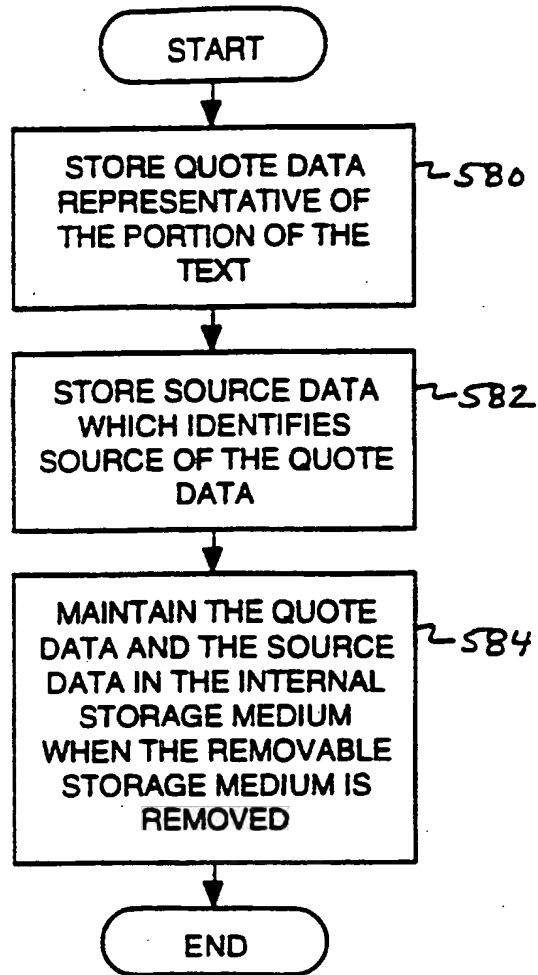 START
STORE QUOTE DATA
REPRESENTATIVE OF
THE PORTION OF THE
TEXT
580
STORE SOURCE DATA
WHICH IDENTIFIES
SOURCE OF THE QUOTE
DATA
582
MAINTAIN THE QUOTE
DATA AND THE SOURCE
DATA IN THE INTERNAL
STORAGE MEDIUM
WHEN THE REMOVABLE
STORAGE MEDIUM IS
REMOVED
584
END